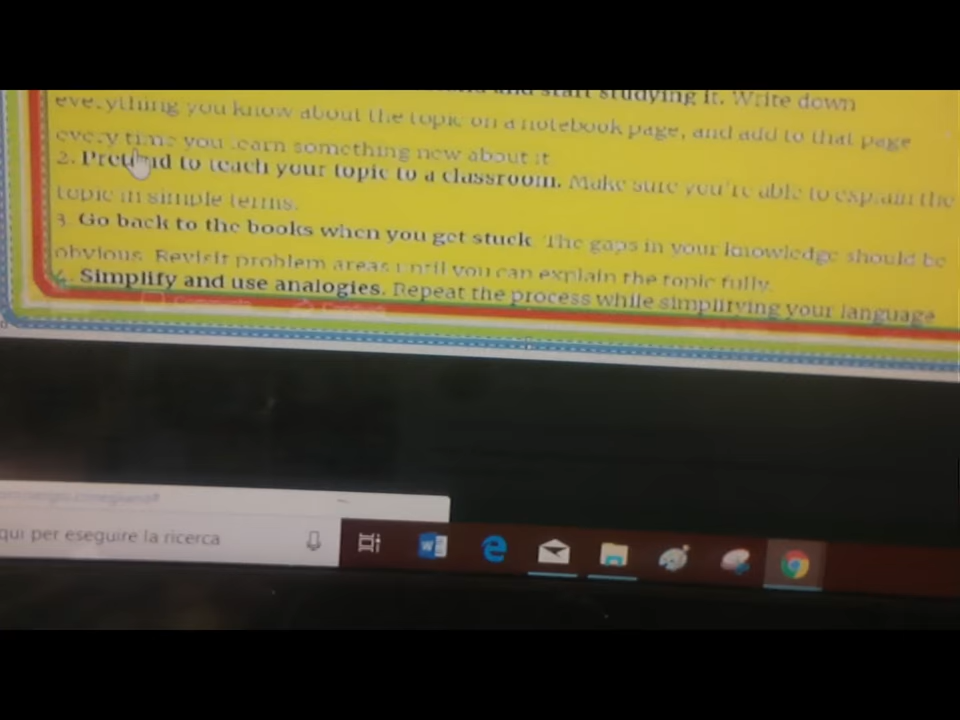 and start studying it. Write down
everything you know about the topic on a notebook page, and add to that page
every time you learn something new about it
2. Pretend to teach your topic to a classroom. Make sure you're able to explain the
topic in simple terms.
3. Go back to the books when you get stuck. The gaps in your knowledge should be
obvious. Revisit problem areas until you can explain the topic fully.
Simplify and use analogies. Repeat the process while simplifying your language
qui per eseguire la ricerca